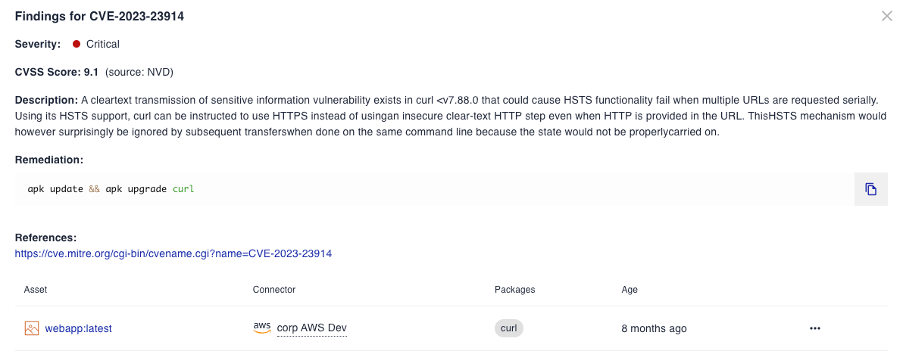 Findings for CVE-2023-23914
Severity: Critical
CVSS Score: 9.1 (source: NVD)
Description: A cleartext transmission of sensitive information vulnerability exists in curl <v7.88.0 that could cause HSTS functionality fail when multiple URLs are requested serially.
Using its HSTS support, curl can be instructed to use HTTPS instead of usingan insecure clear-text HTTP step even when HTTP is provided in the URL. ThisHSTS mechanism would
however surprisingly be ignored by subsequent transferswhen done on the same command line because the state would not be properlycarried on.
Remediation:
apk update && apk upgrade curl
References:
https://cve.mitre.org/cgi-bin/cvename.cgi?name=CVE-2023-23914
Asset Connector Packages Age
webapp:latest aws corp AWS Dev curl 8 months ago